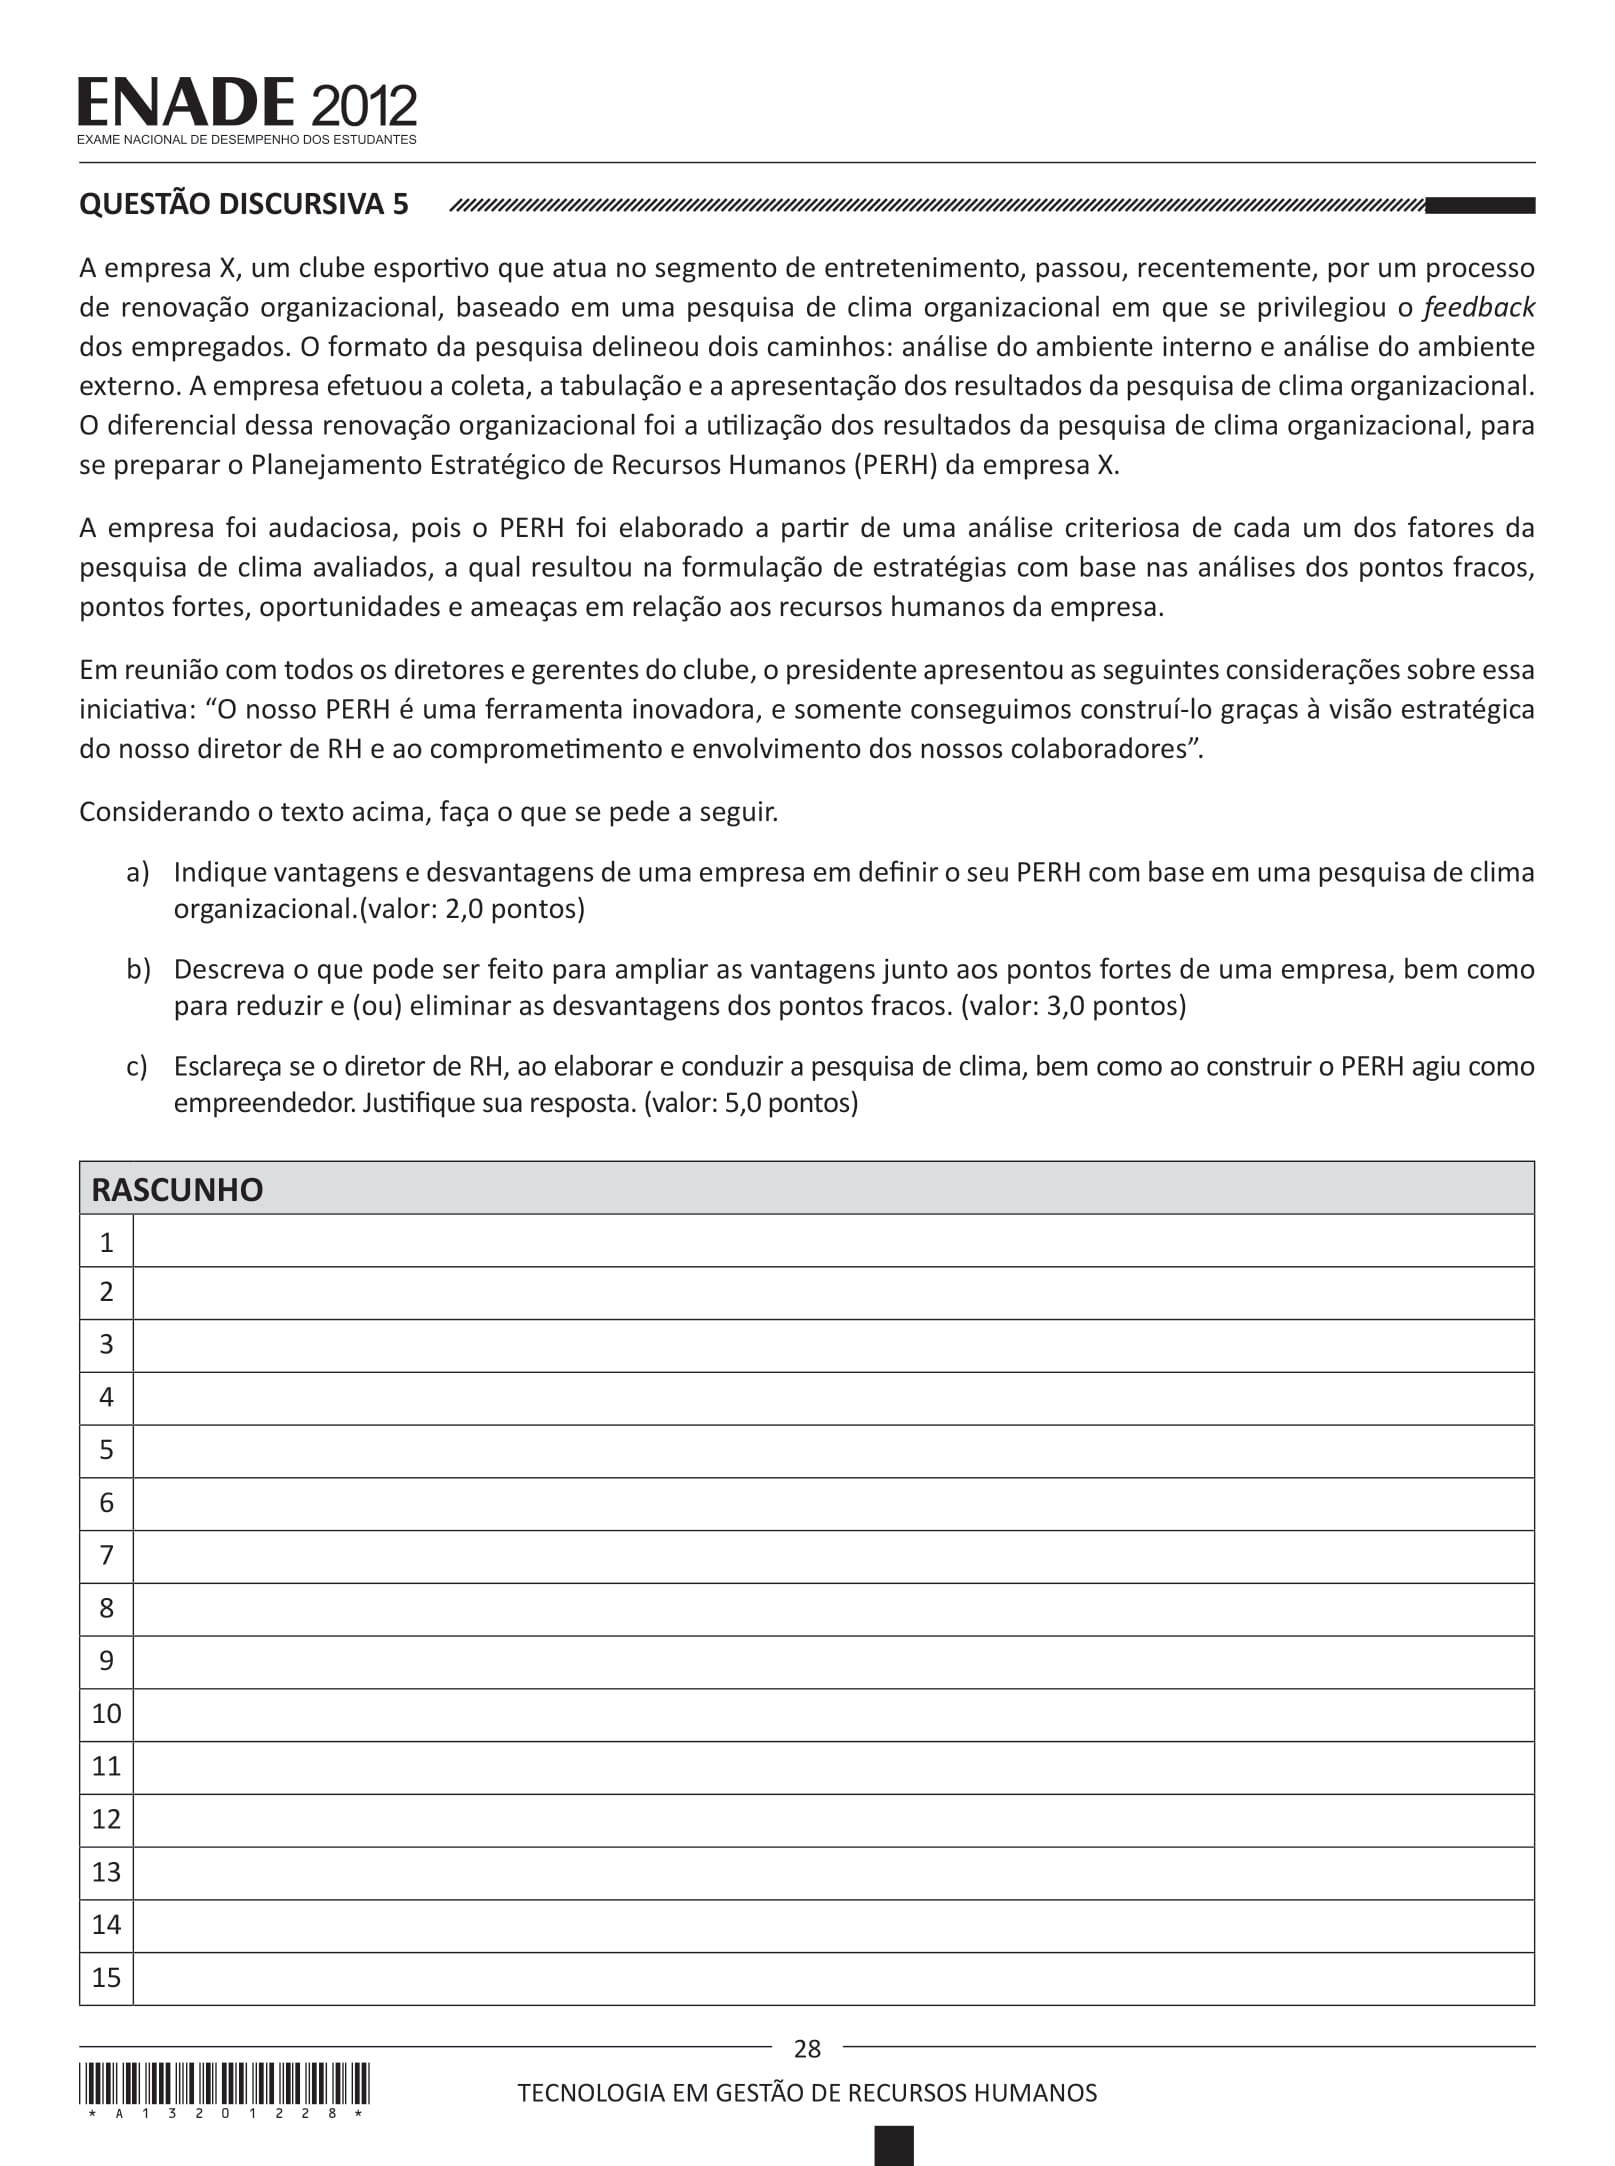 ENADE 2012
EXAME NACIONAL DE DESEMPENHO DOS ESTUDANTES
QUESTÃO DISCURSIVA 5
A empresa X, um clube esportivo que atua no segmento de entretenimento, passou, recentemente, por um processo
de renovação organizacional, baseado em uma pesquisa de clima organizacional em que se privilegiou o feedback
dos empregados. O formato da pesquisa delineou dois caminhos: análise do ambiente interno e análise do ambiente
externo. A empresa efetuou a coleta, a tabulação e a apresentação dos resultados da pesquisa de clima organizacional.
O diferencial dessa renovação organizacional foi a utilização dos resultados da pesquisa de clima organizacional, para
se preparar o Planejamento Estratégico de Recursos Humanos (PERH) da empresa X.
A empresa foi audaciosa, pois o PERH foi elaborado a partir de uma análise criteriosa de cada um dos fatores da
pesquisa de clima avaliados, a qual resultou na formulação de estratégias com base nas análises dos pontos fracos,
pontos fortes, oportunidades e ameaças em relação aos recursos humanos da empresa.
Em reunião com todos os diretores e gerentes do clube, o presidente apresentou as seguintes considerações sobre essa
iniciativa: “O nosso PERH é uma ferramenta inovadora, e somente conseguimos construí-lo graças à visão estratégica
do nosso diretor de RH e ao comprometimento e envolvimento dos nossos colaboradores”.
Considerando o texto acima, faça o que se pede a seguir.
a) Indique vantagens e desvantagens de uma empresa em definir o seu PERH com base em uma pesquisa de clima
organizacional.(valor: 2,0 pontos)
b) Descreva o que pode ser feito para ampliar as vantagens junto aos pontos fortes de uma empresa, bem como
para reduzir e (ou) eliminar as desvantagens dos pontos fracos. (valor: 3,0 pontos)
c) Esclareça se o diretor de RH, ao elaborar e conduzir a pesquisa de clima, bem como ao construir o PERH agiu como
empreendedor. Justifique sua resposta. (valor: 5,0 pontos)
RASCUNHO
1
2
3
4
5
6
7
8
9
10
11
12
13
14
15
28
TECNOLOGIA EM GESTÃO DE RECURSOS HUMANOS
* A 1 3 2 0 1 2 2 8 *